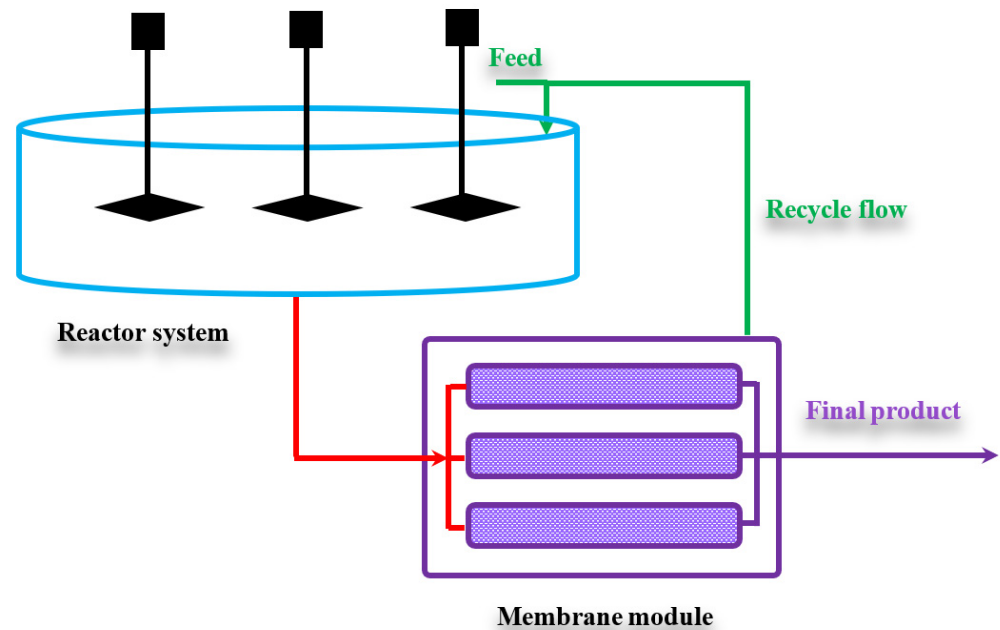 Feed
Recycle flow
Reactor system
Final product
Membrane module